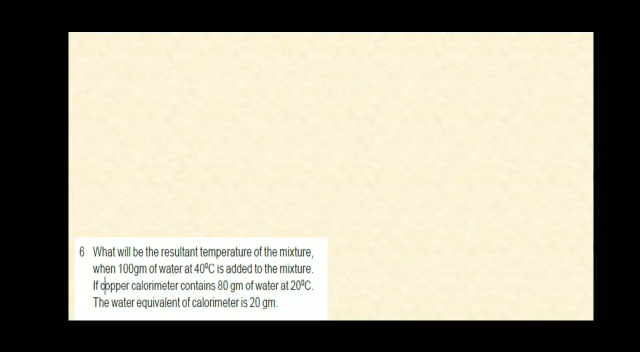 6 What will be the resultant temperature of the mixture,
when 100gm of water at 40⁰C is added to the mixture.
If copper calorimeter contains 80 gm of water at 20⁰C.
The water equivalent of calorimeter is 20 gm.